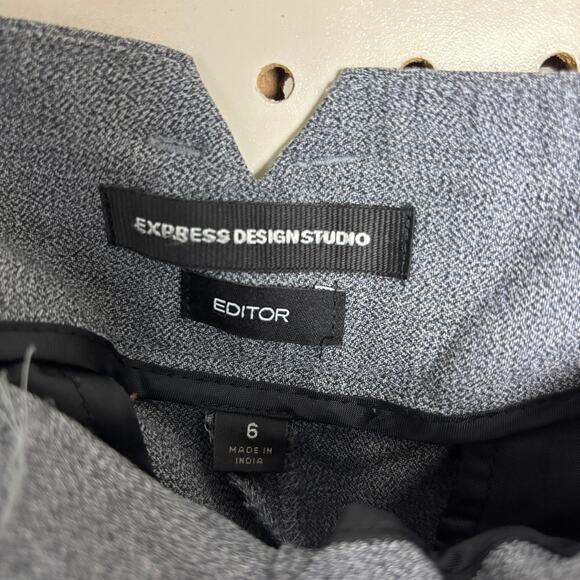 EXPRESS DESIGN STUDIO
EDITOR
6
MADE IN
INDIA